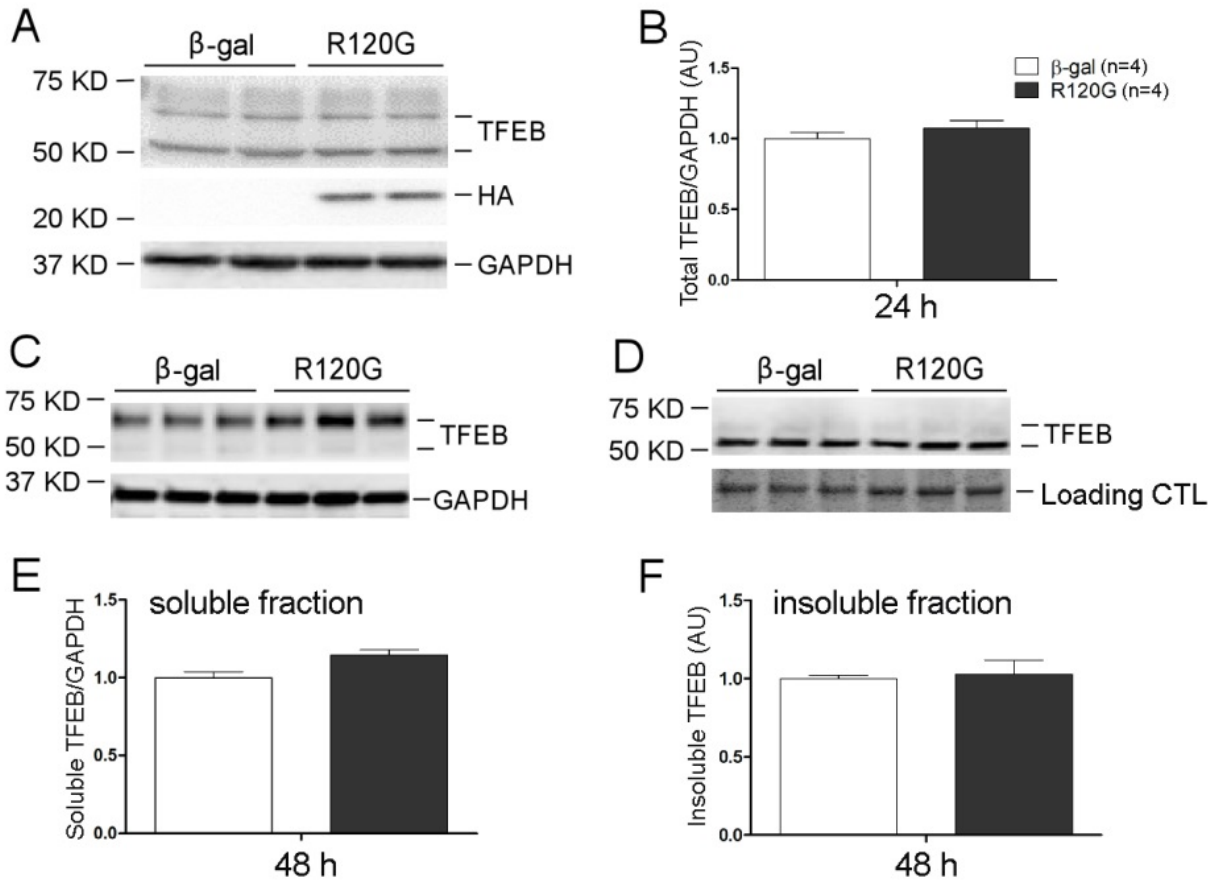 A
β-gal R120G
75 KD
TFEB
50 KD
HA
20 KD
37 KD
GAPDH
B
Total TFEB/GAPDH (AU)
1.5
1.0
0.5
0.0
β-gal (n=4)
R120G (n=4)
24 h
C
β-gal R120G
75 KD
TFEB
50 KD
37 KD
GAPDH
D
β-gal R120G
75 KD
TFEB
50 KD
Loading CTL
E
soluble fraction
Soluble TFEB/GAPDH
1.5
1.0
0.5
0.0
48 h
F
insoluble fraction
Insoluble TFEB (AU)
1.5
1.0
0.5
0.0
48 h